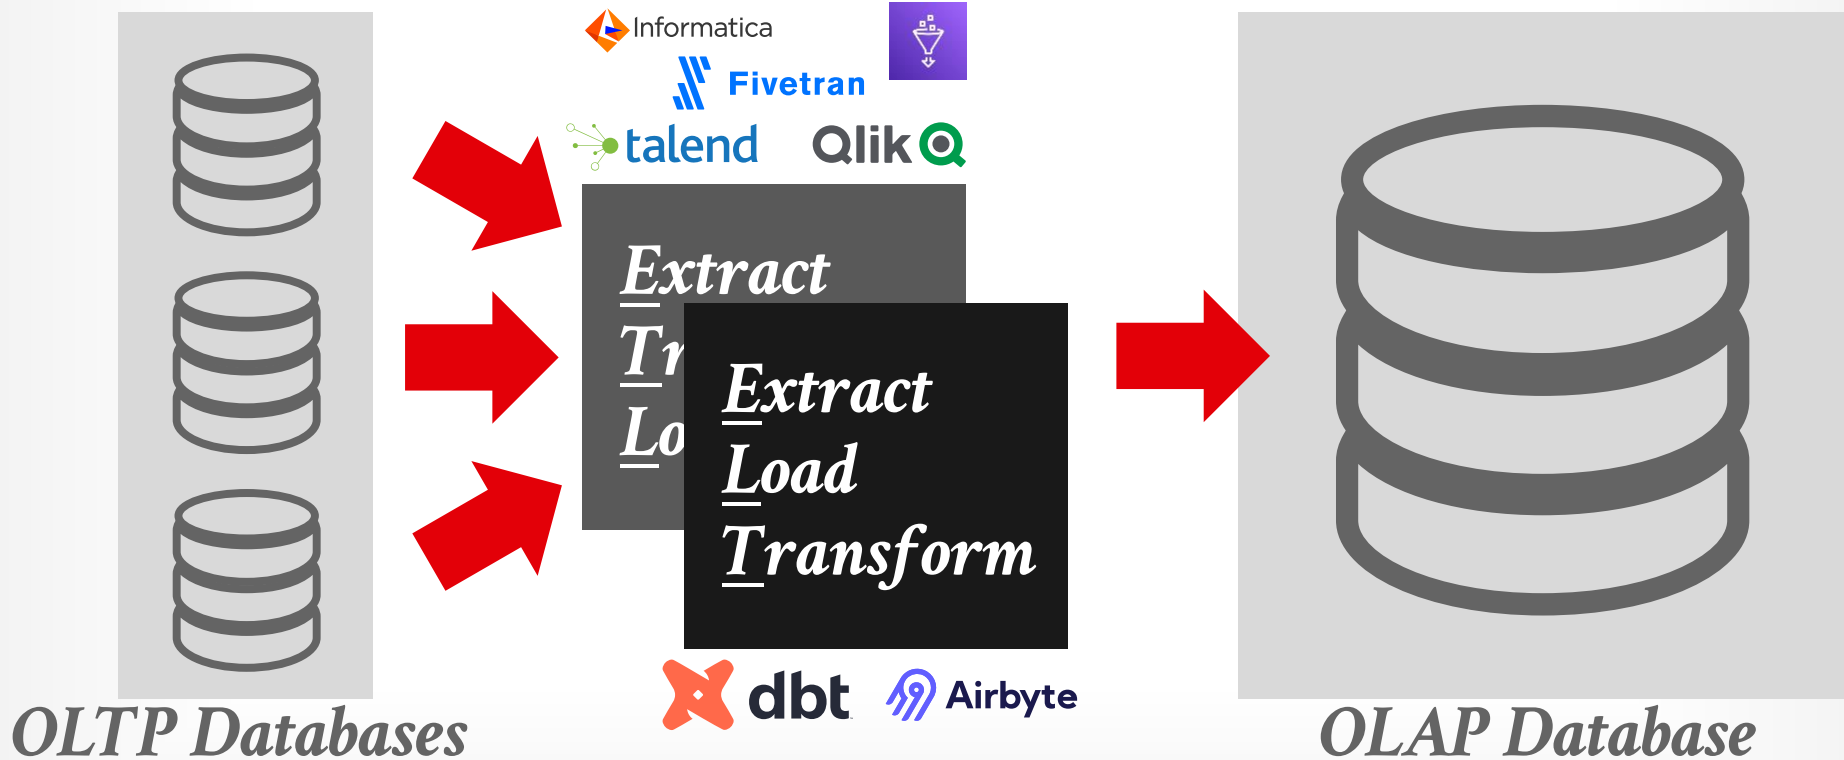 Informatica
Fivetran
talend
Qlik
Extract
Tr
Lo
Extract
Load
Transform
dbt
Airbyte
OLTP Databases
OLAP Database